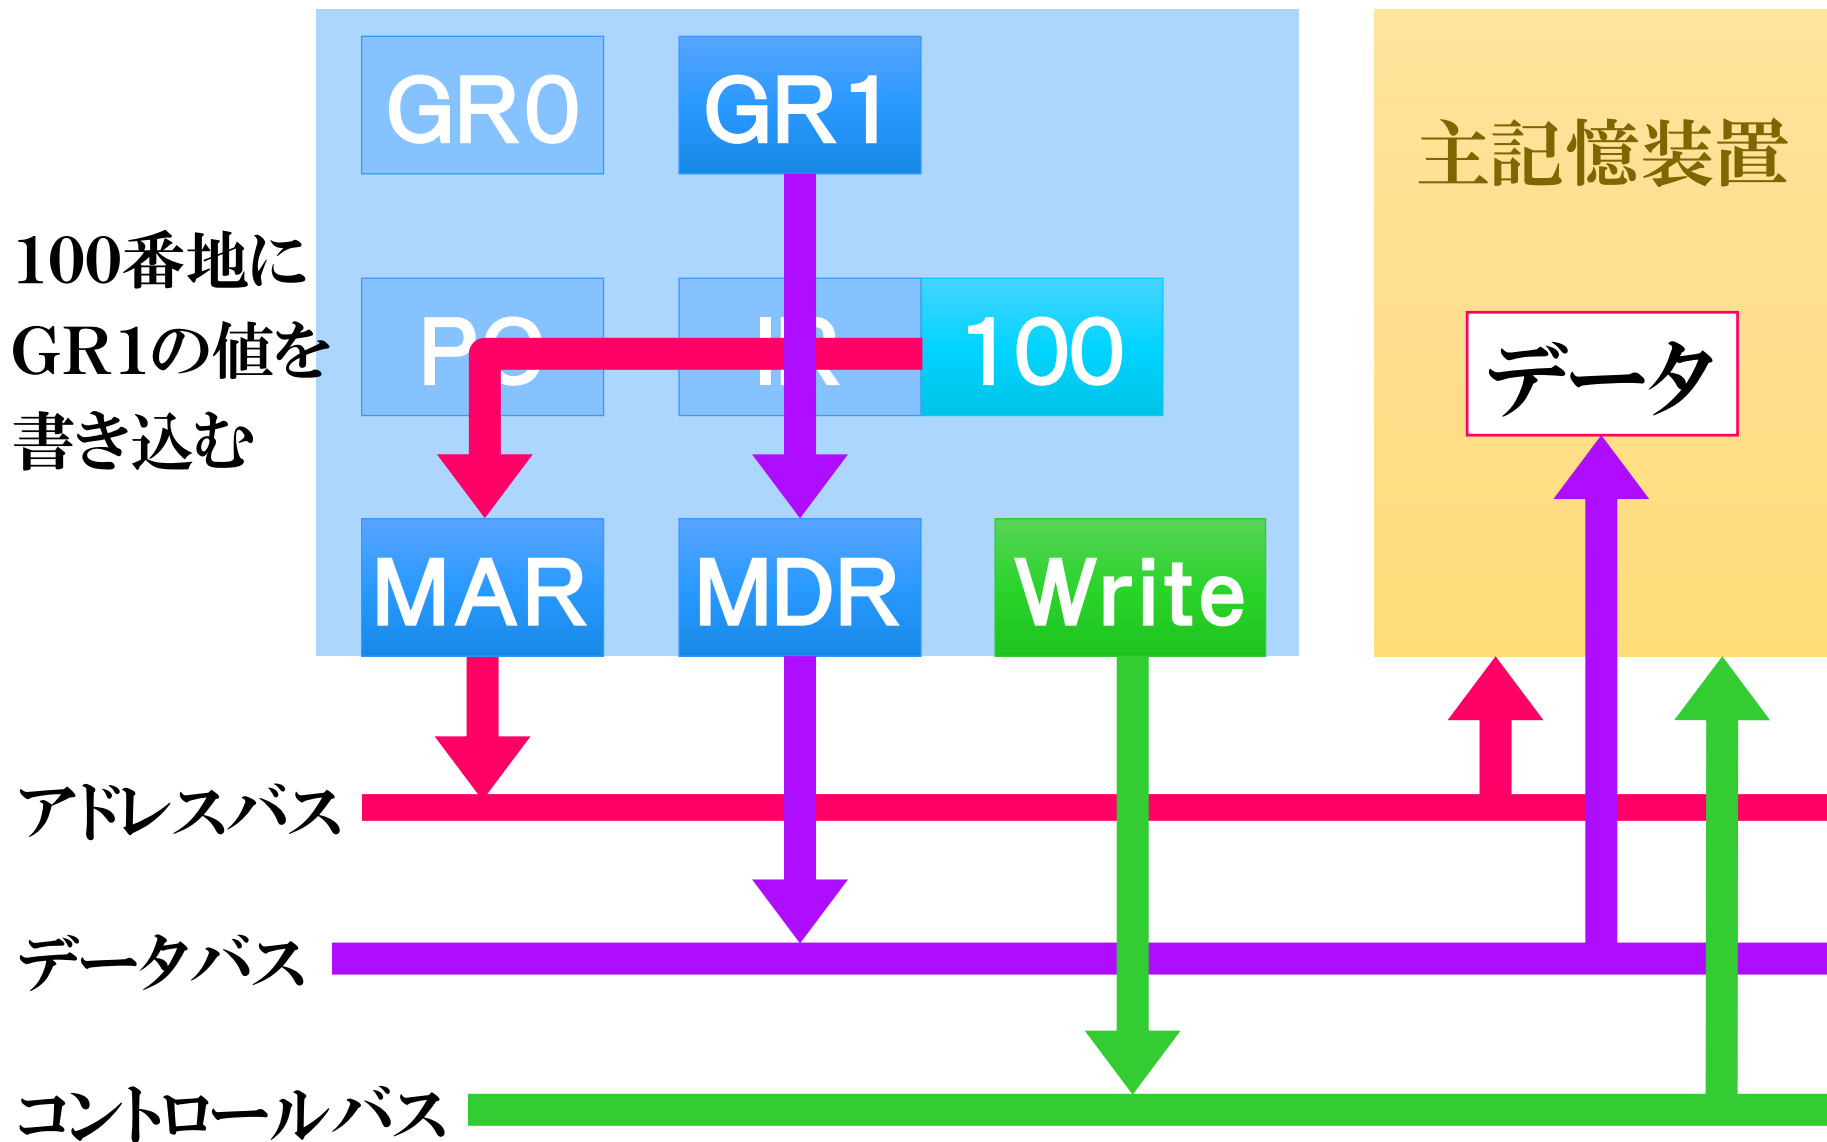 GR0
GR1
主記憶装置
100番地に
GR1の値を
書き込む
PC
IR
100
データ
MAR
MDR
Write
アドレスバス
データバス
コントロールバス